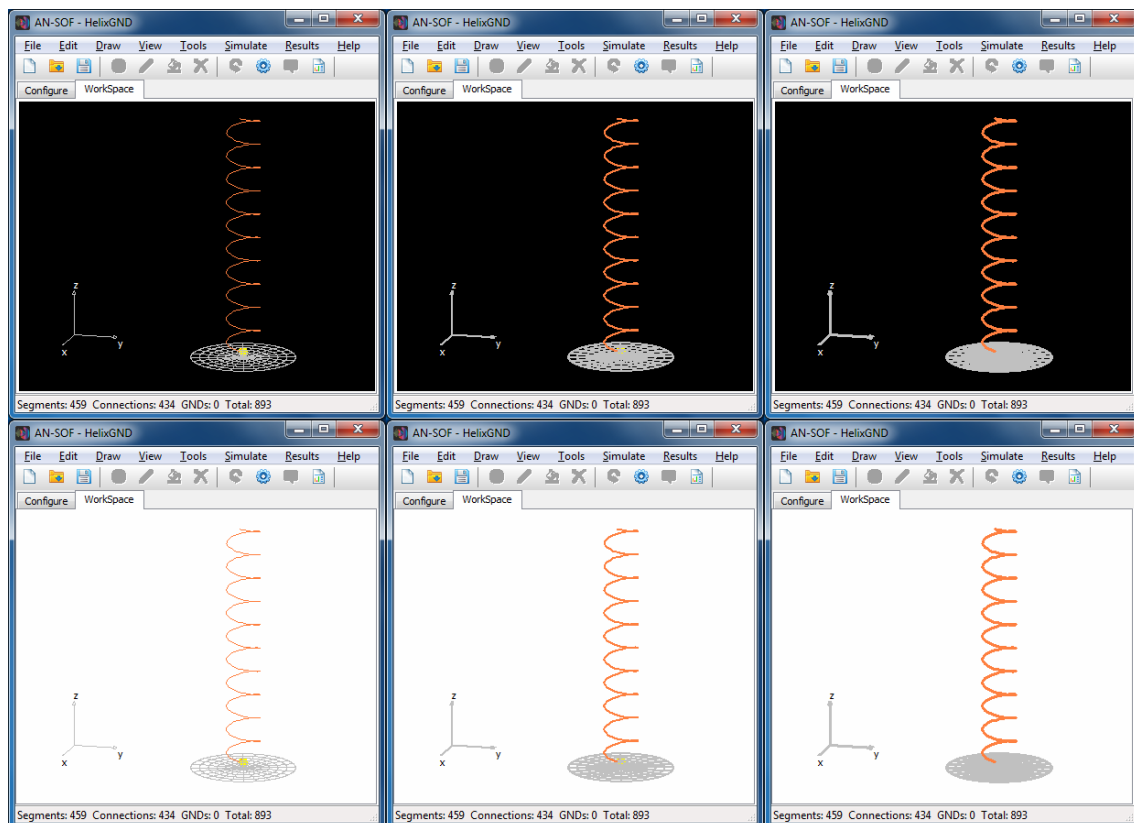 AN-SOF - HelixGND
File Edit Draw View Tools Simulate Results Help
Configure WorkSpace
z
x
y
Segments: 459 Connections: 434 GNDs: 0 Total: 893
AN-SOF - HelixGND
File Edit Draw View Tools Simulate Results Help
Configure WorkSpace
z
x
y
Segments: 459 Connections: 434 GNDs: 0 Total: 893
AN-SOF - HelixGND
File Edit Draw View Tools Simulate Results Help
Configure WorkSpace
z
x
y
Segments: 459 Connections: 434 GNDs: 0 Total: 893
AN-SOF - HelixGND
File Edit Draw View Tools Simulate Results Help
Configure WorkSpace
z
x
y
Segments: 459 Connections: 434 GNDs: 0 Total: 893
AN-SOF - HelixGND
File Edit Draw View Tools Simulate Results Help
Configure WorkSpace
z
x
y
Segments: 459 Connections: 434 GNDs: 0 Total: 893
AN-SOF - HelixGND
File Edit Draw View Tools Simulate Results Help
Configure WorkSpace
z
x
y
Segments: 459 Connections: 434 GNDs: 0 Total: 893